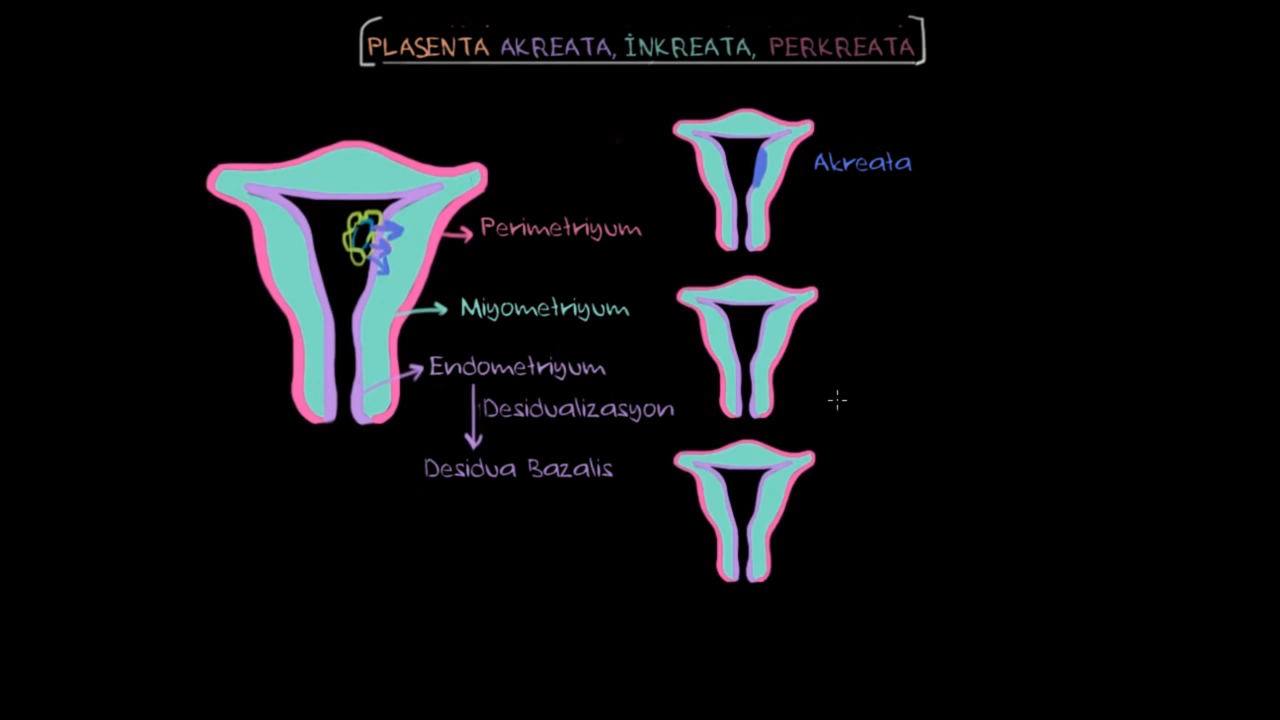 PLASENTA AKREATA, İNKREATA, PERKREATA
Akreata
Perimetriyum
Miyometriyum
Endometriyum
Desidualizasyon
Desidua Bazalis